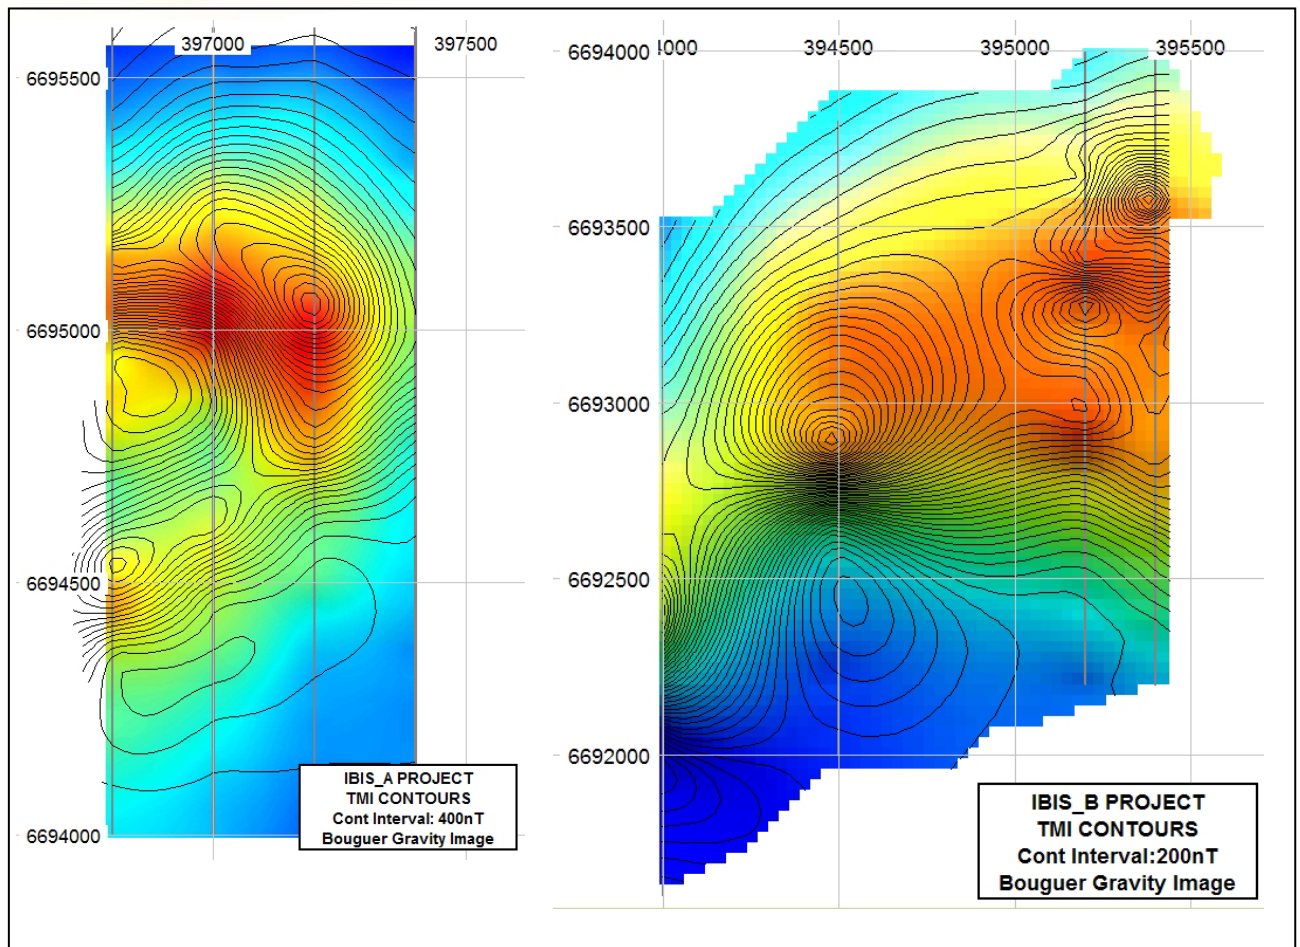 397000
397500
6695500
6695000
6694500
6694000
IBIS_A PROJECT
TMI CONTOURS
Cont Interval: 400nT
Bouguer Gravity Image
6694000
4000
394500
395000
395500
6693500
6693000
6692500
6692000
IBIS_B PROJECT
TMI CONTOURS
Cont Interval:200nT
Bouguer Gravity Image